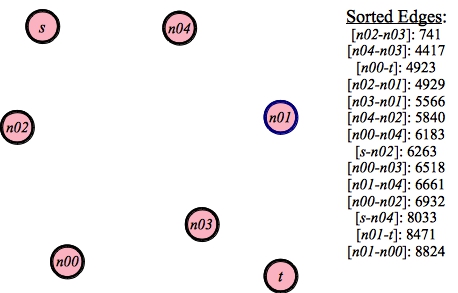 s
n04
n02
n01
n03
n00
t
Sorted Edges:
[n02-n03]: 741
[n04-n03]: 4417
[n00-t]: 4923
[n02-n01]: 4929
[n03-n01]: 5566
[n04-n02]: 5840
[n00-n04]: 6183
[s-n02]: 6263
[n00-n03]: 6518
[n01-n04]: 6661
[n00-n02]: 6932
[s-n04]: 8033
[n01-t]: 8471
[n01-n00]: 8824